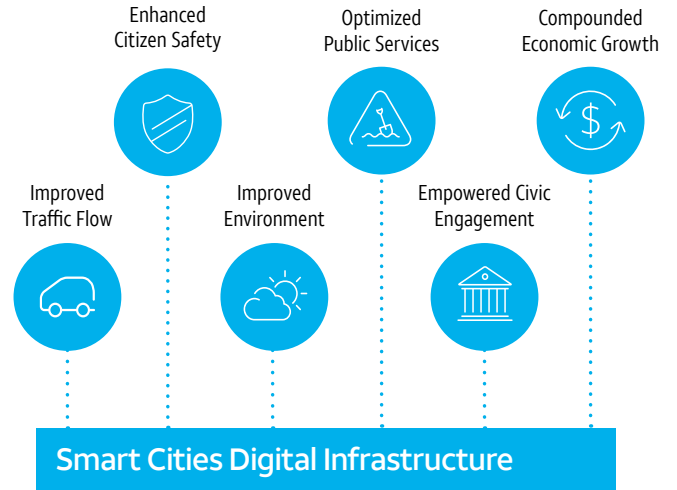 Enhanced
Citizen Safety
Optimized
Public Services
Compounded
Economic Growth
$
Improved
Traffic Flow
Improved
Environment
Empowered Civic
Engagement
Smart Cities Digital Infrastructure